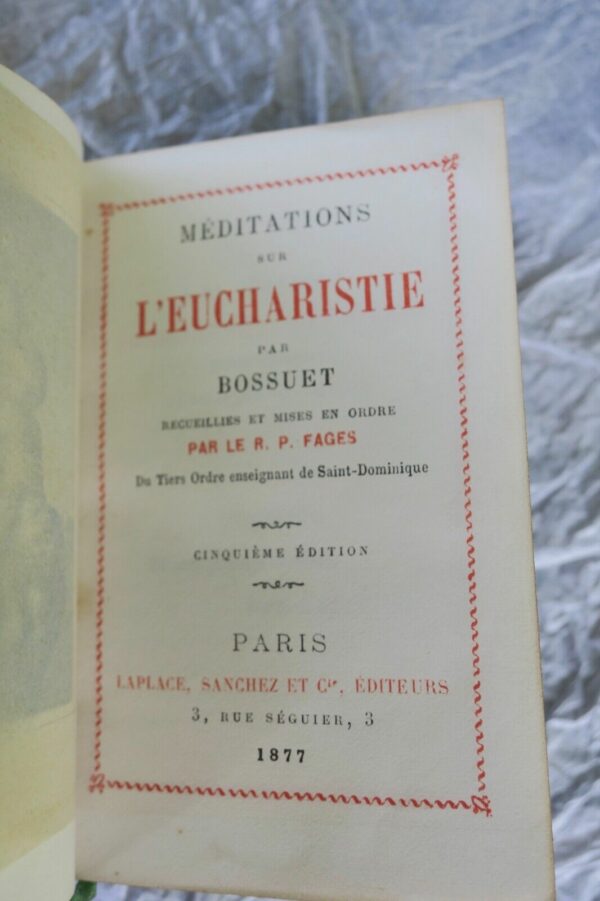 MÉDITATIONS
SUR
L'EUCHARISTIE
PAR
BOSSUET
RECUEILLIES ET MISES EN ORDRE
PAR LE R. P. FAGES
Du Tiers Ordre enseignant de Saint-Dominique
CINQUIÈME ÉDITION
PARIS
LAPLACE, SANCHEZ ET Cie, ÉDITEURS
3, RUE SÉGUIER, 3
1877